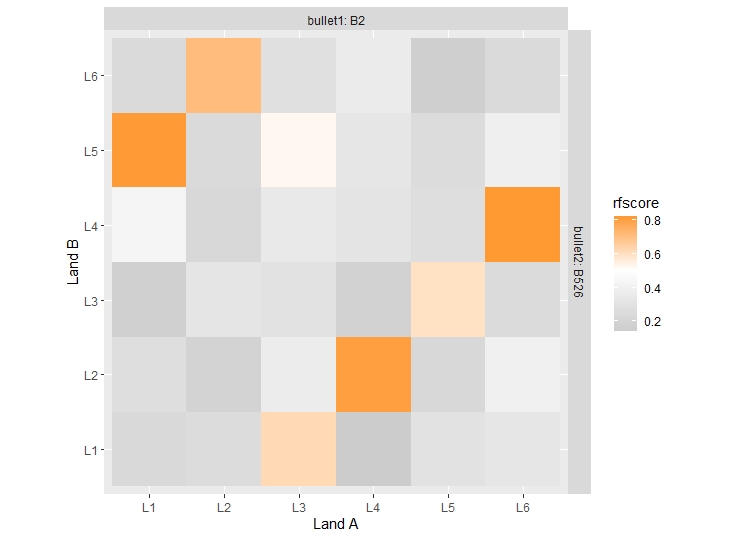 bullet1: B2
L6
L5
L4
L3
L2
L1
Land B
L1 L2 L3 L4 L5 L6
Land A
bullet2: B526
rfscore
0.8
0.6
0.4
0.2